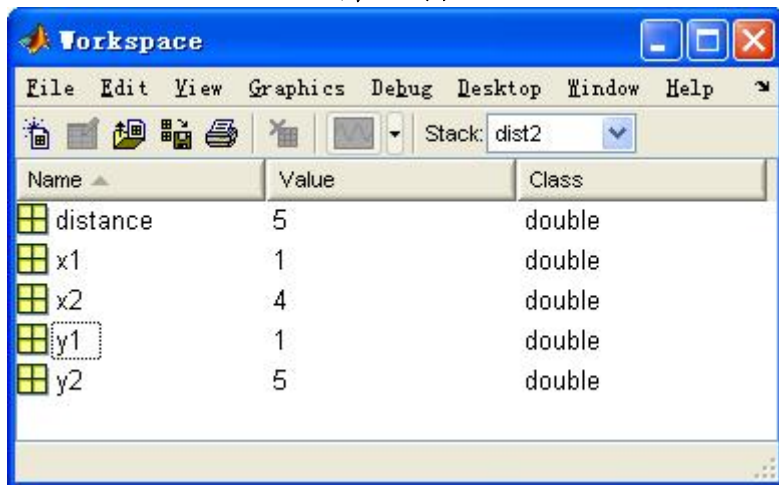 Workspace
File Edit View Graphics Debug Desktop Window Help
Stack: dist2
Name Value Class
distance 5 double
x1 1 double
x2 4 double
y1 1 double
y2 5 double